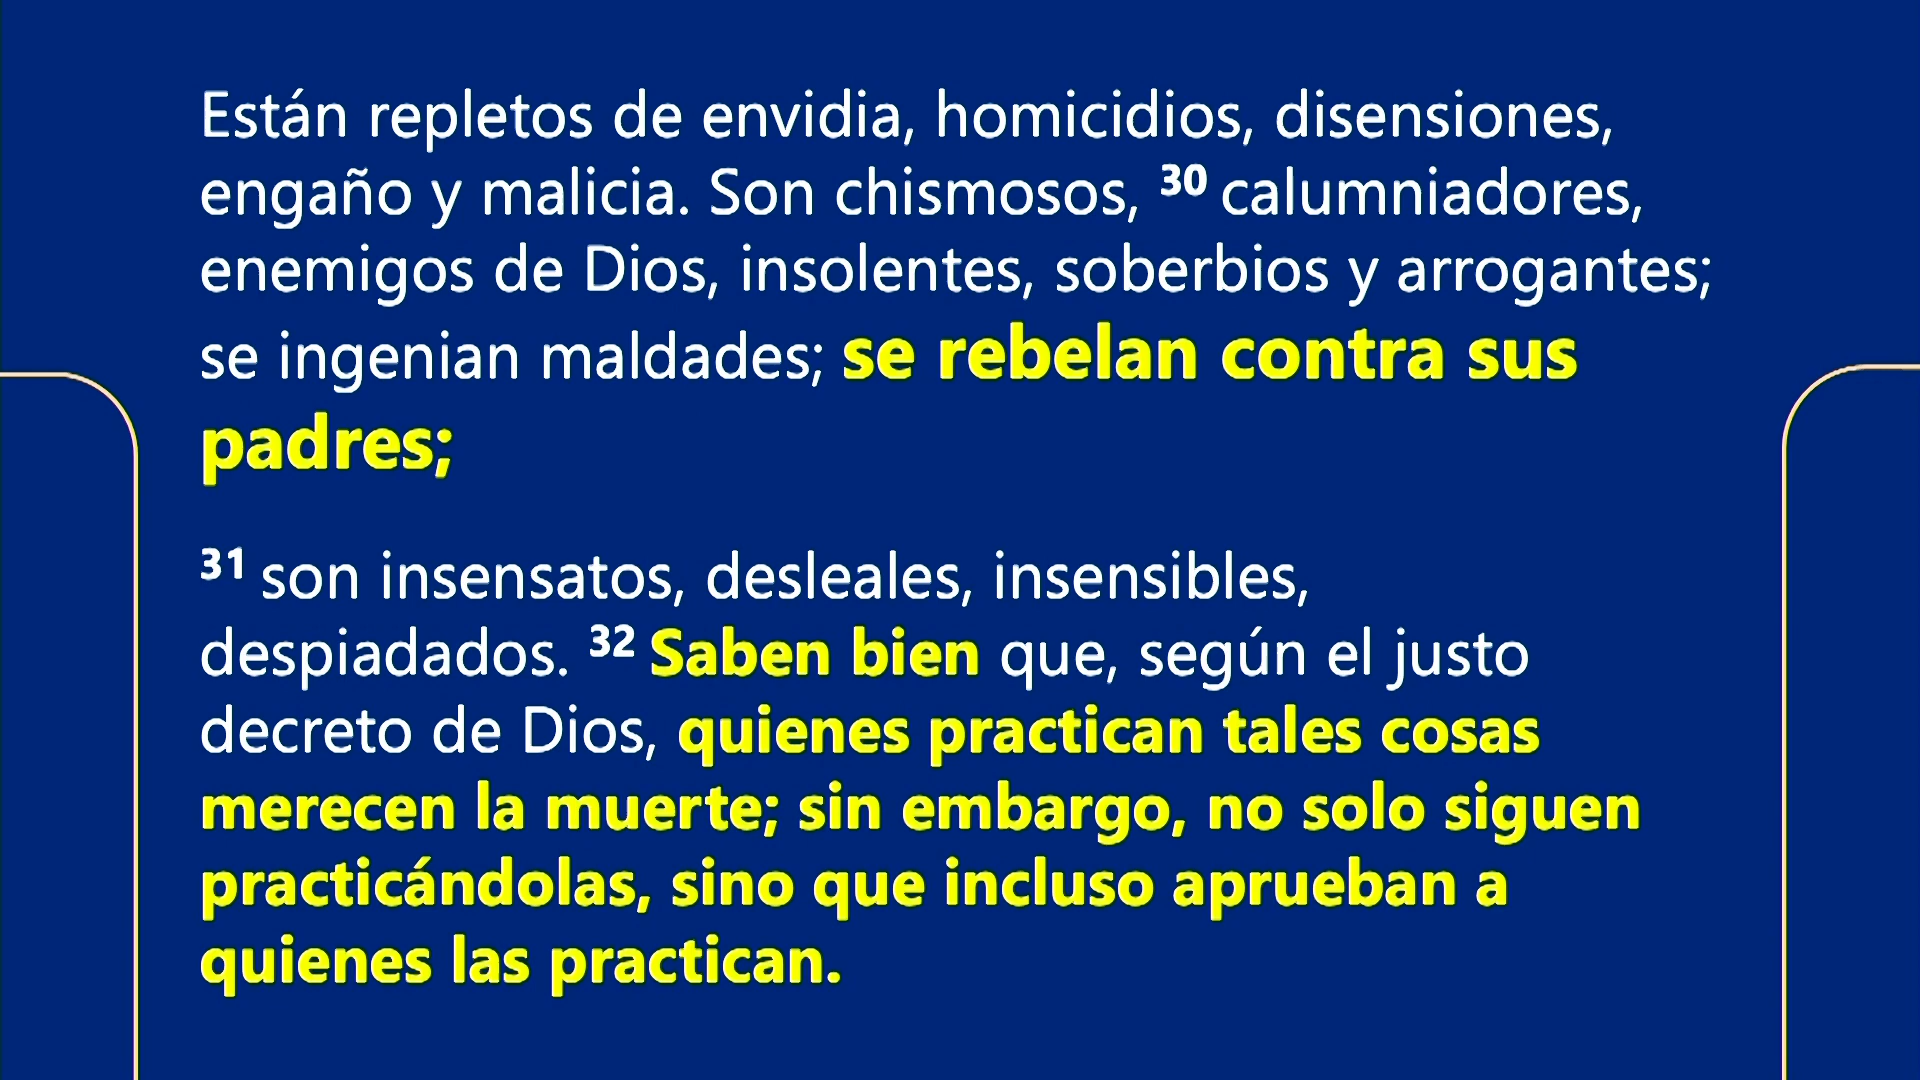 Están repletos de envidia, homicidios, disensiones,
engaño y malicia. Son chismosos, 30 calumniadores,
enemigos de Dios, insolentes, soberbios y arrogantes;
se ingenian maldades; se rebelan contra sus
padres;
31 son insensatos, desleales, insensibles,
despiadados. 32 Saben bien que, según el justo
decreto de Dios, quienes practican tales cosas
merecen la muerte; sin embargo, no solo siguen
practicándolas, sino que incluso aprueban a
quienes las practican.